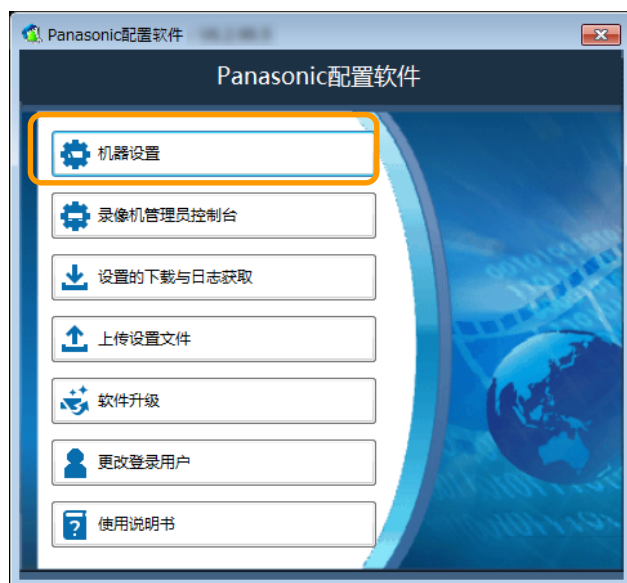 Panasonic配置软件
Panasonic配置软件
机器设置
录像机管理员控制台
设置的下载与日志获取
上传设置文件
软件升级
更改登录用户
使用说明书